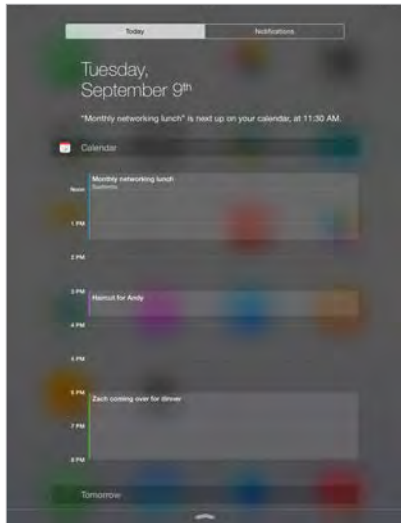 Today
Notifications
Tuesday,
September 9th
"Monthly networking lunch" is next up on your calendar, at 11:30 AM.
Calendar
Monthly networking lunch
Noon
1 PM
2 PM
3 PM
Haircut for Andy
4 PM
5 PM
6 PM
Zach coming over for dinner
7 PM
8 PM
Tomorrow